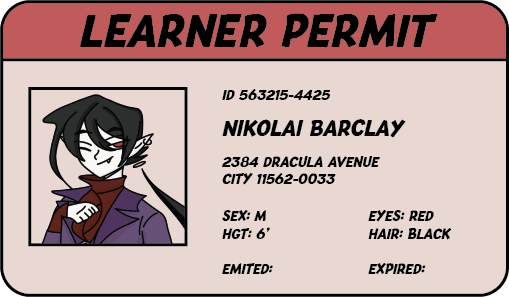 LEARNER PERMIT
ID 563215-4425
NIKOLAI BARCLAY
2384 DRACULA AVENUE
CITY 11562-0033
SEX: M EYES: RED
HGT: 6' HAIR: BLACK
EMITED: EXPIRED: